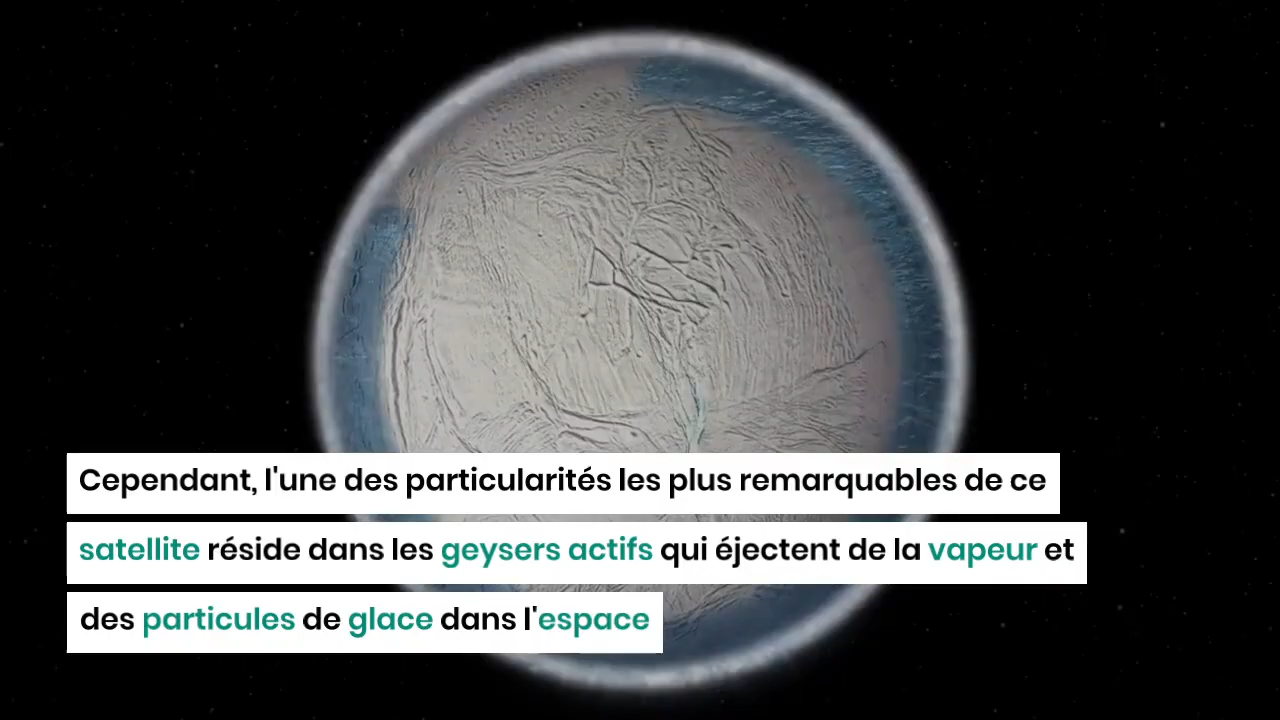 Cependant, l'une des particularités les plus remarquables de ce
satellite réside dans les geysers actifs qui éjectent de la vapeur et
des particules de glace dans l'espace